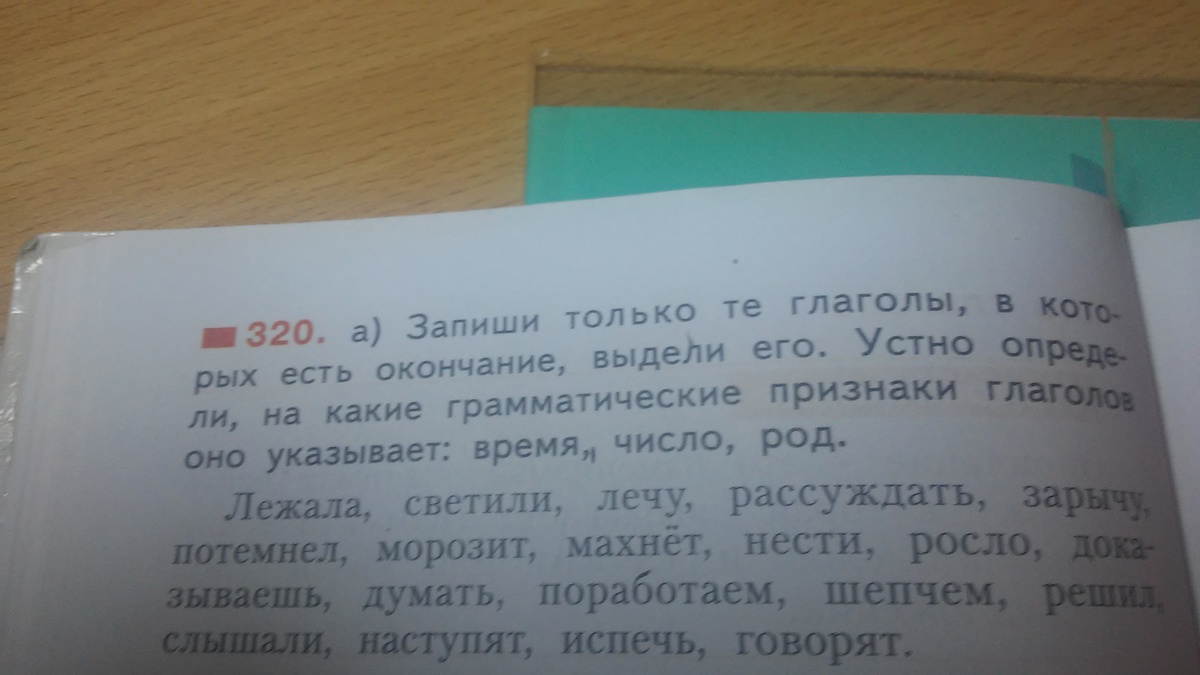 320. а) Запиши только те глаголы, в кото-
рых есть окончание, выдели его. Устно опреде-
ли, на какие грамматические признаки глаголов
оно указывает: время, число, род.
Лежала, светили, лечу, рассуждать, зарычу,
потемнел, морозит, махнёт, нести, росло, дока-
зываешь, думать, поработаем, шепчем, решил,
слышали, наступят, испечь, говорят.